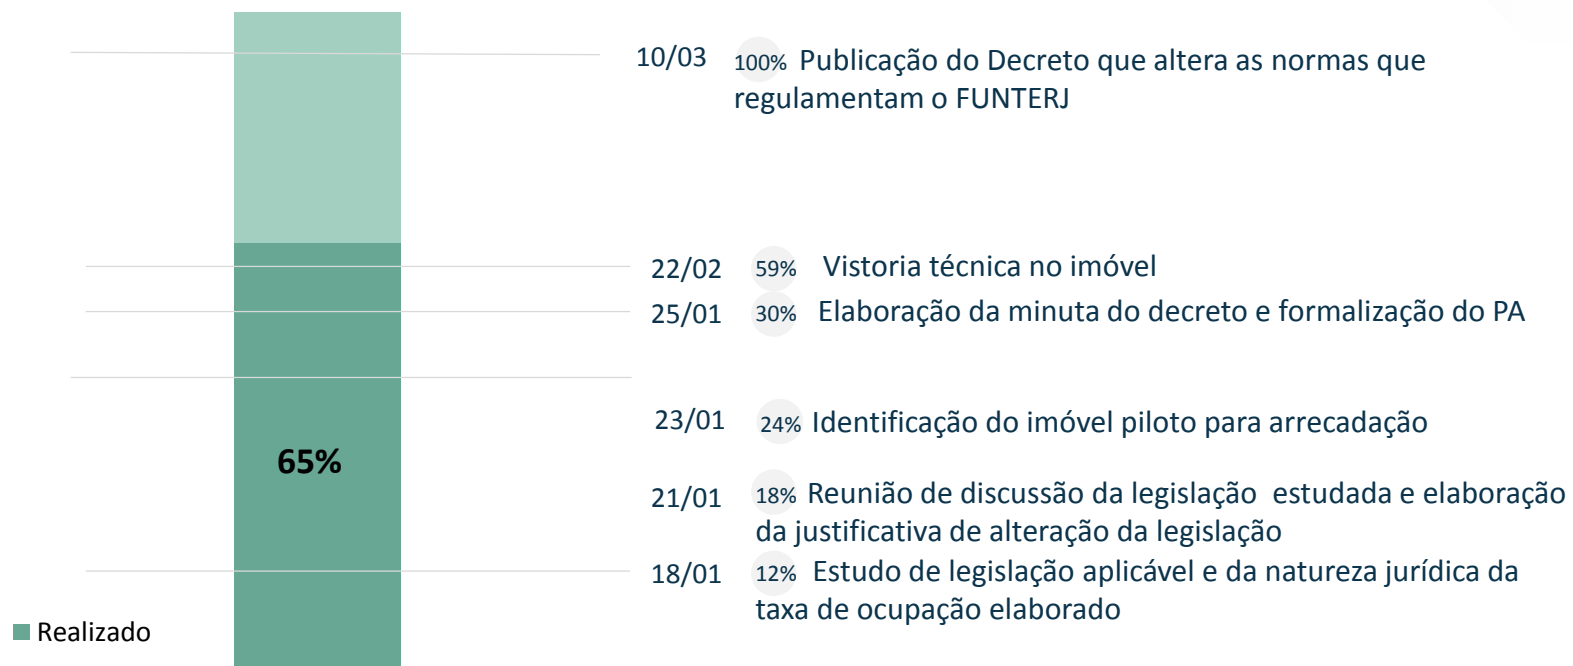 10/03 100% Publicação do Decreto que altera as normas que
regulamentam o FUNTERJ
22/02 59% Vistoria técnica no imóvel
25/01 30% Elaboração da minuta do decreto e formalização do PA
23/01 24% Identificação do imóvel piloto para arrecadação
65%
21/01 18% Reunião de discussão da legislação estudada e elaboração
da justificativa de alteração da legislação
18/01 12% Estudo de legislação aplicável e da natureza jurídica da
taxa de ocupação elaborado
Realizado